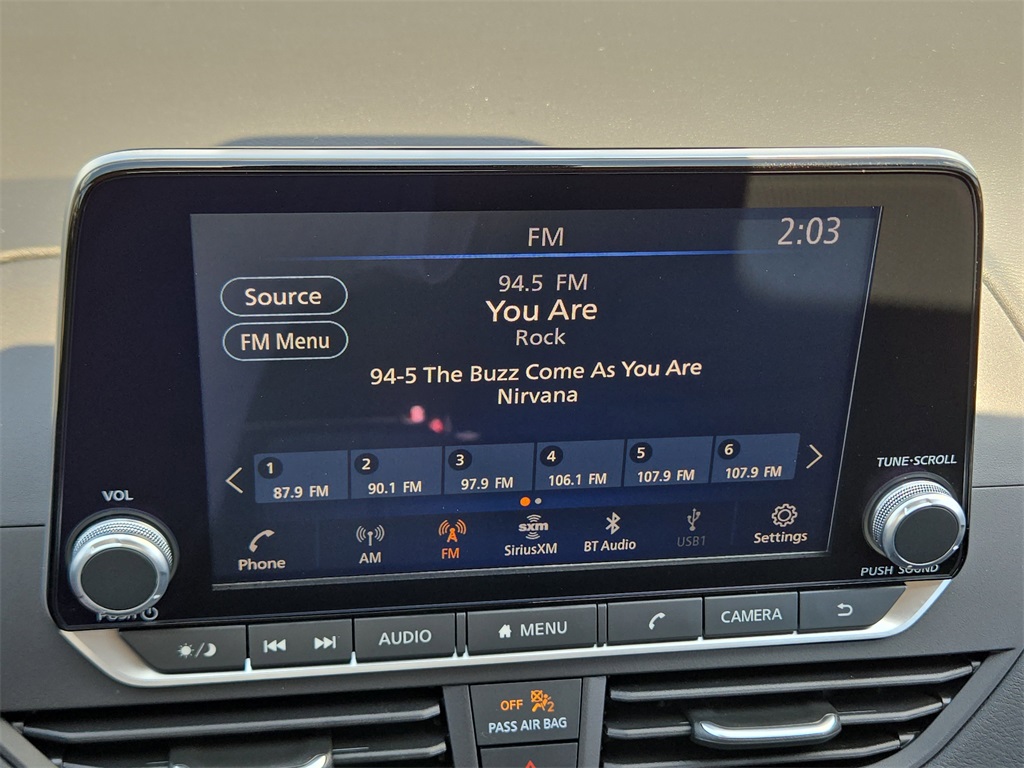 FM
2:03
Source
94.5 FM
You Are
FM Menu
Rock
94-5 The Buzz Come As You Are
Nirvana
1 2 3 4 5 6
87.9 FM 90.1 FM 97.9 FM 106.1 FM 107.9 FM 107.9 FM
VOL
TUNE·SCROLL
Phone
AM
FM
sxm
SiriusXM
BT Audio
USB1
Settings
PUSH
PUSH SOUND
AUDIO
MENU
CAMERA
OFF 2
PASS AIR BAG